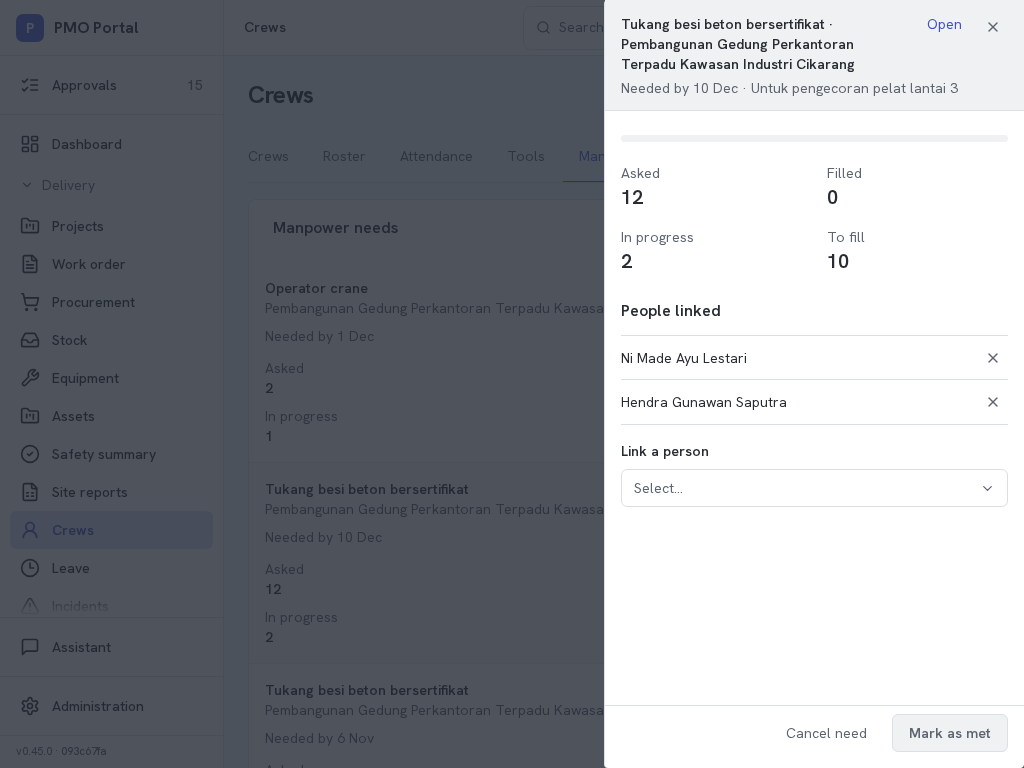 P
PMO Portal
Approvals
15
Dashboard
Delivery
Projects
Work order
Procurement
Stock
Equipment
Assets
Safety summary
Site reports
Crews
Leave
Incidents
Assistant
Administration
v0.45.0 · 093c67fa
Crews
Search
Crews
Crews
Roster
Attendance
Tools
Manpower needs
Operator crane
Pembangunan Gedung Perkantoran Terpadu
Needed by 1 Dec
Asked
2
In progress
1
Tukang besi beton bersertifikat
Pembangunan Gedung Perkantoran Terpadu
Needed by 10 Dec
Asked
12
In progress
2
Tukang besi beton bersertifikat
Pembangunan Gedung Perkantoran Terpadu
Needed by 6 Nov
Tukang besi beton bersertifikat ·
Pembangunan Gedung Perkantoran
Terpadu Kawasan Industri Cikarang
Needed by 10 Dec · Untuk pengecoran pelat lantai 3
Open
Asked
12
Filled
0
In progress
2
To fill
10
People linked
Ni Made Ayu Lestari
Hendra Gunawan Saputra
Link a person
Select...
Cancel need
Mark as met